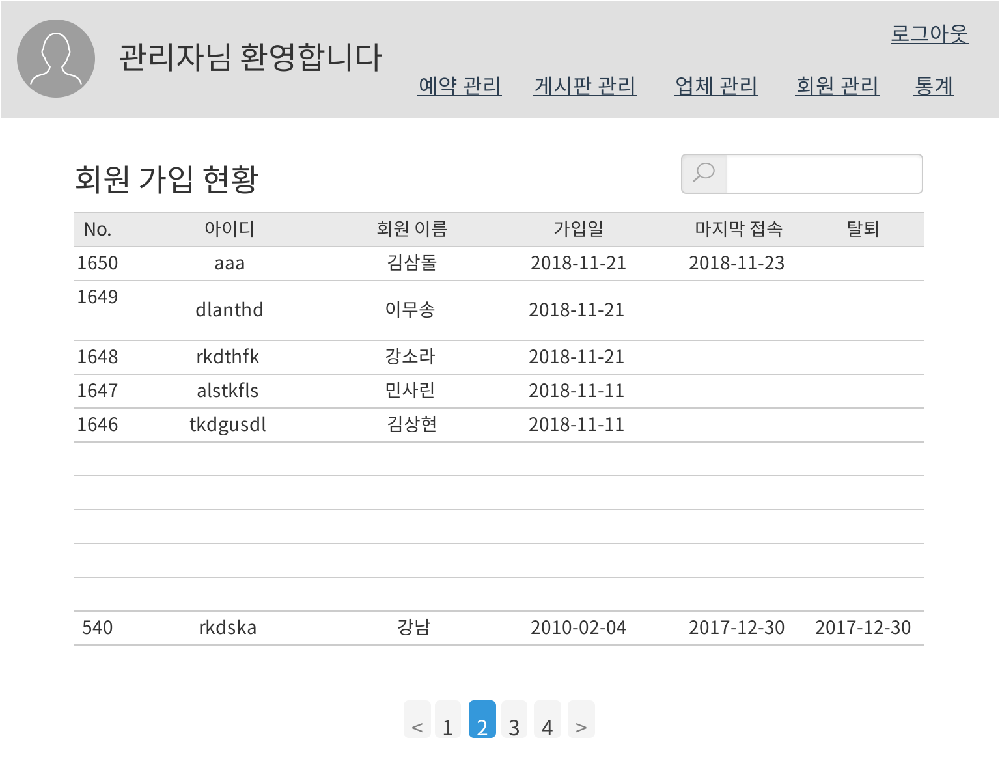 로그아웃
관리자님 환영합니다
예약 관리 게시판 관리 업체 관리 회원 관리 통계
회원 가입 현황
No. 아이디 회원 이름 가입일 마지막 접속 탈퇴
1650 aaa 김삼돌 2018-11-21 2018-11-23
1649 dlanthd 이무송 2018-11-21
1648 rkdthfk 강소라 2018-11-21
1647 alstkfls 민사린 2018-11-11
1646 tkdgusdl 김상현 2018-11-11
540 rkdska 강남 2010-02-04 2017-12-30 2017-12-30
< 1 2 3 4 >